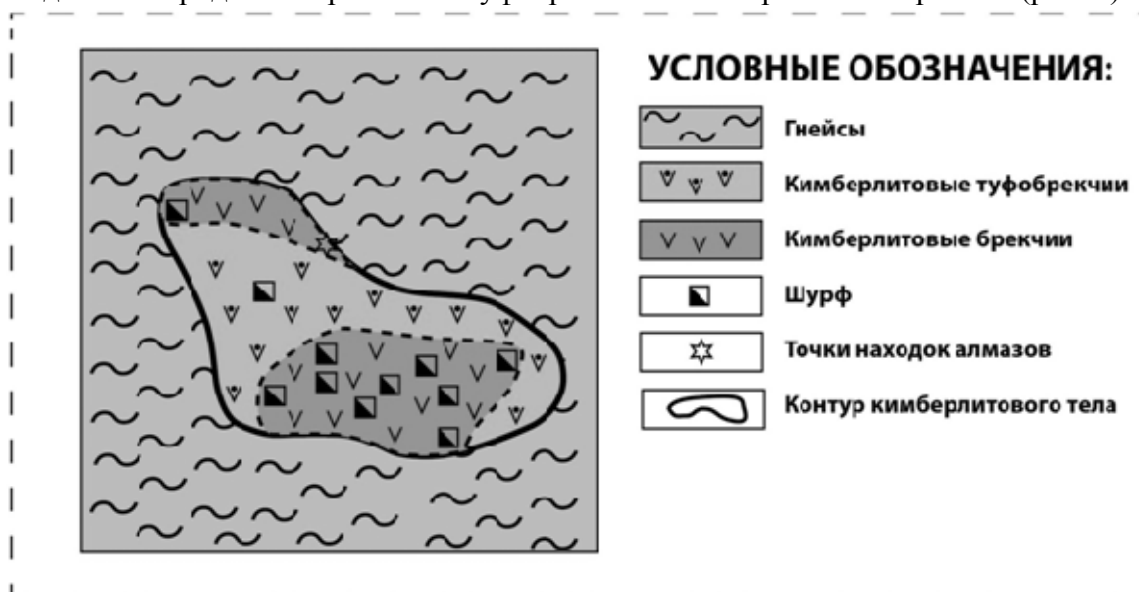 УСЛОВНЫЕ ОБОЗНАЧЕНИЯ:
Гнейсы
Кимберлитовые туфобрекчии
Кимберлитовые брекчии
Шурф
Точки находок алмазов
Контур кимберлитового тела